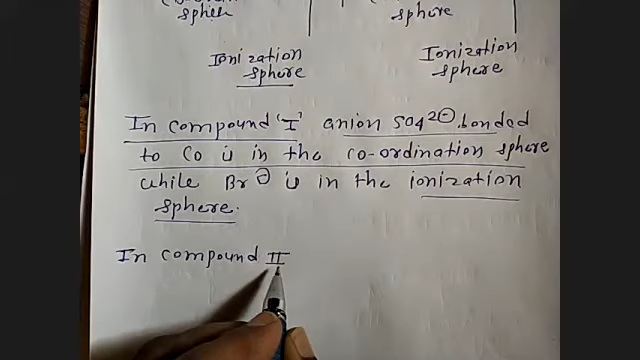 sphere
sphere
Ionization
sphere
Ionization
sphere
In compound 'I' anion SO4 2⊖ bonded
to Co is in the co-ordination sphere
while Br⊖ is in the ionization
sphere.
In compound II